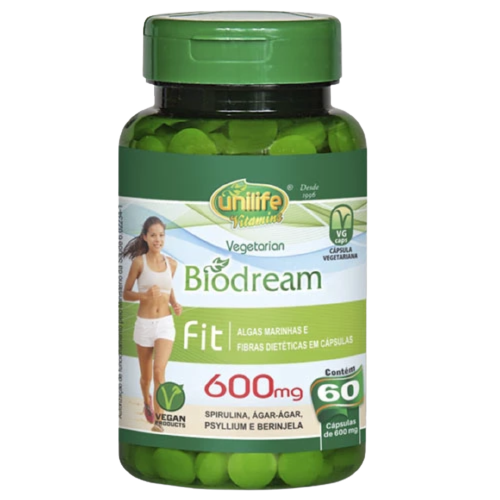 unilife
Vitamins
®
Desde
1996
Vegetarian
Biodream
VG
caps
CÁPSULA
VEGETARIANA
Fit
ALGAS MARINHAS E
FIBRAS DIETÉTICAS EM CÁPSULAS
600mg
SPIRULINA, ÁGAR-ÁGAR,
PSYLLIUM E BERINJELA
VEGAN
PRODUCTS
Contém
60
Cápsulas
de 600 mg